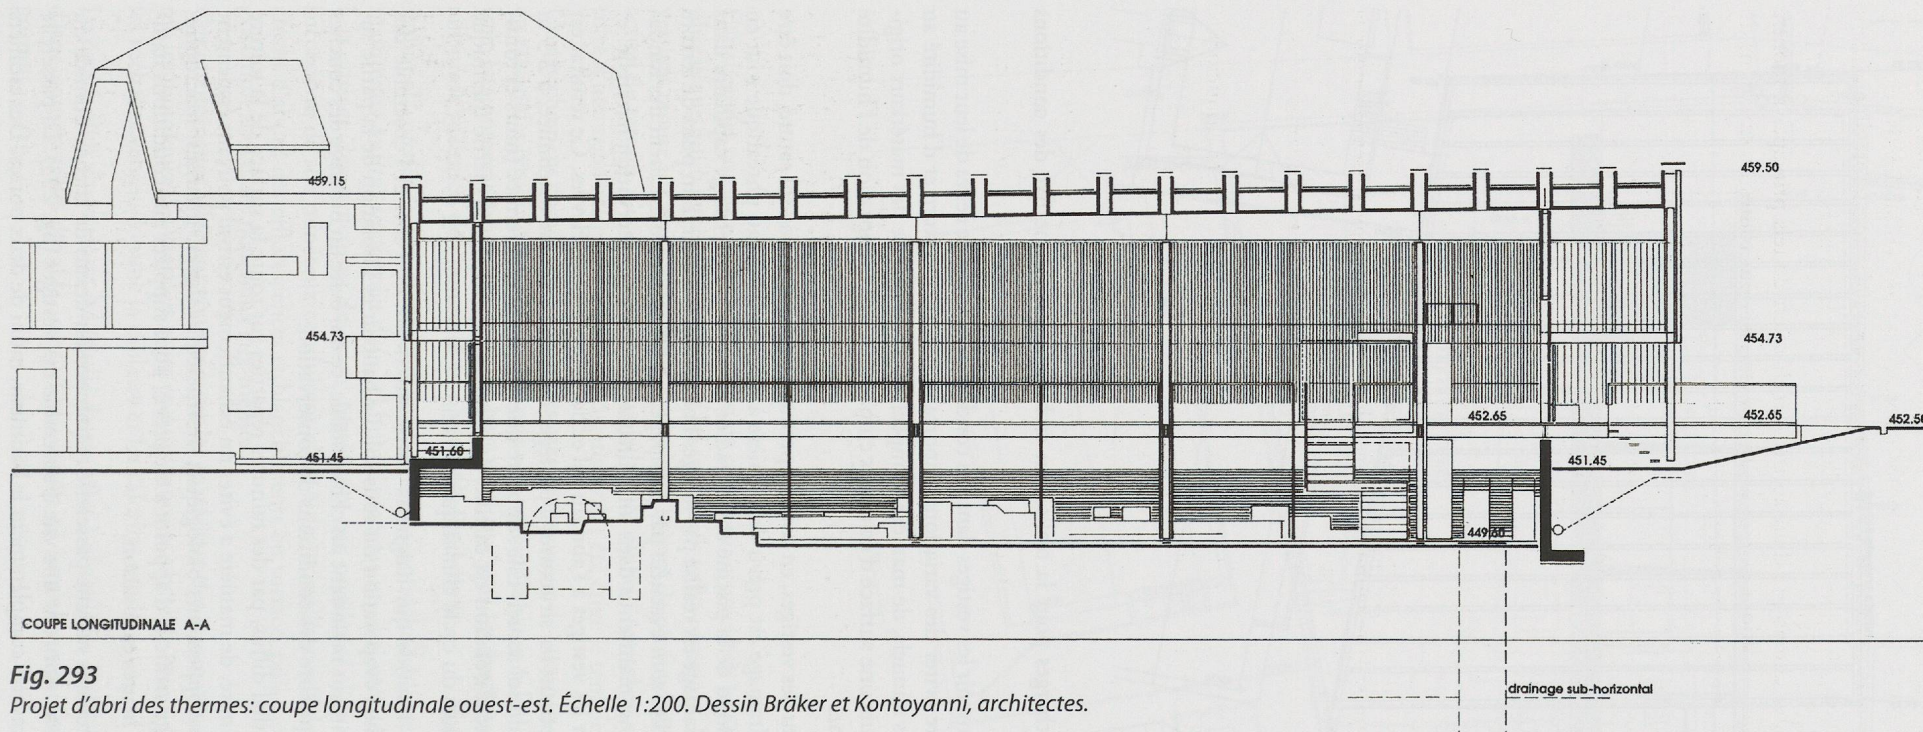 459.15
459.50
454.73
454.73
452.65
452.65
452.50
451.45
451.60
451.45
449.60
COUPE LONGITUDINALE A-A
drainage sub-horizontal
Fig. 293
Projet d'abri des thermes: coupe longitudinale ouest-est. Échelle 1:200. Dessin Bräker et Kontoyanni, architectes.